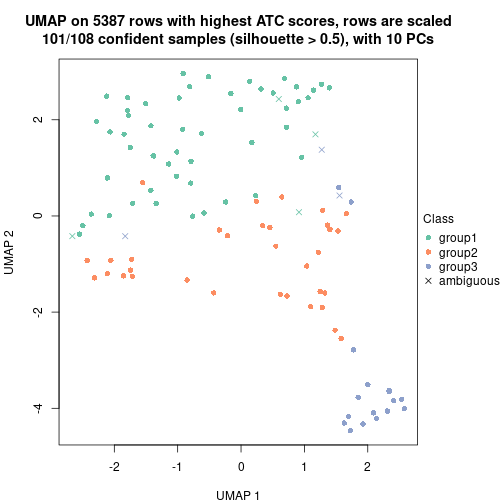 UMAP on 5387 rows with highest ATC scores, rows are scaled
101/108 confident samples (silhouette > 0.5), with 10 PCs
UMAP 2
2
0
-2
-4
-2
-1
0
1
2
UMAP 1
Class
group1
group2
group3
ambiguous